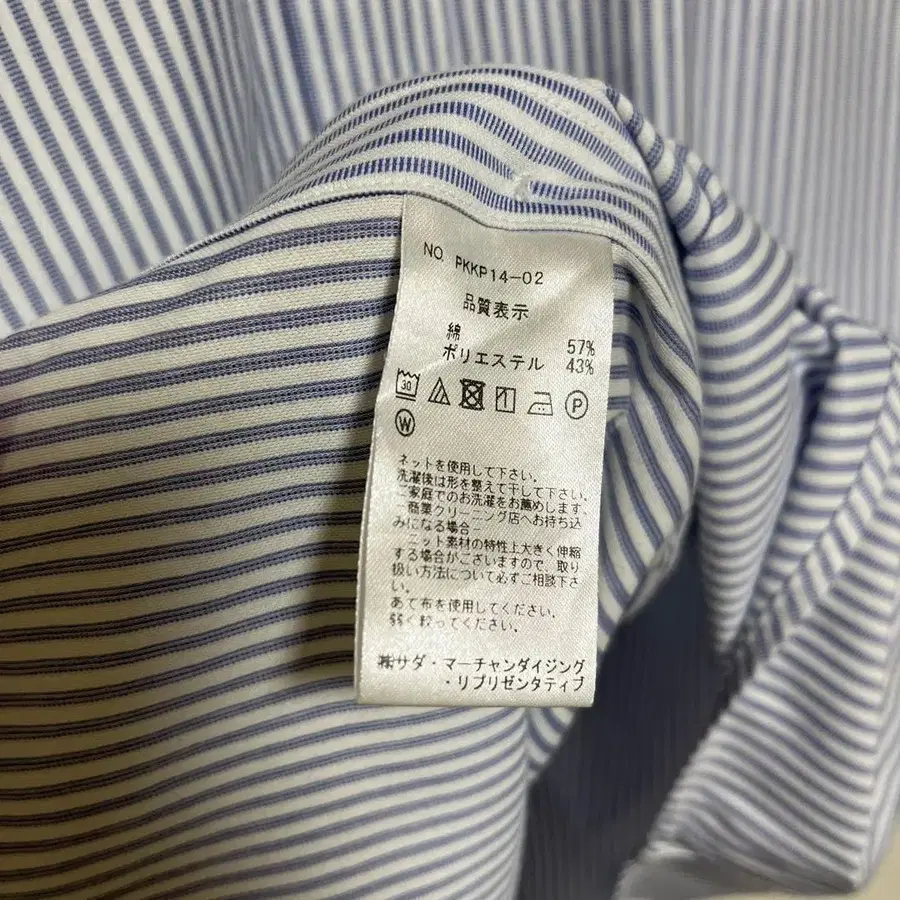 NO. PKKP14-02
品質表示
綿 57%
ポリエステル 43%
30
P
W
ネットを使用して下さい。
洗濯後は形を整えて干して下さい。
ご家庭でのお洗濯をお薦めします。
商業クリーニング店へお持ち込
みになる場合
ニット素材の特性上大きく伸縮
する場合がございますので、取り
扱い方法について必ずご相談下さ
い。
あて布を使用してください。
弱く絞ってください。
㈱サダ・マーチャンダイジング
・リプリゼンタティブ